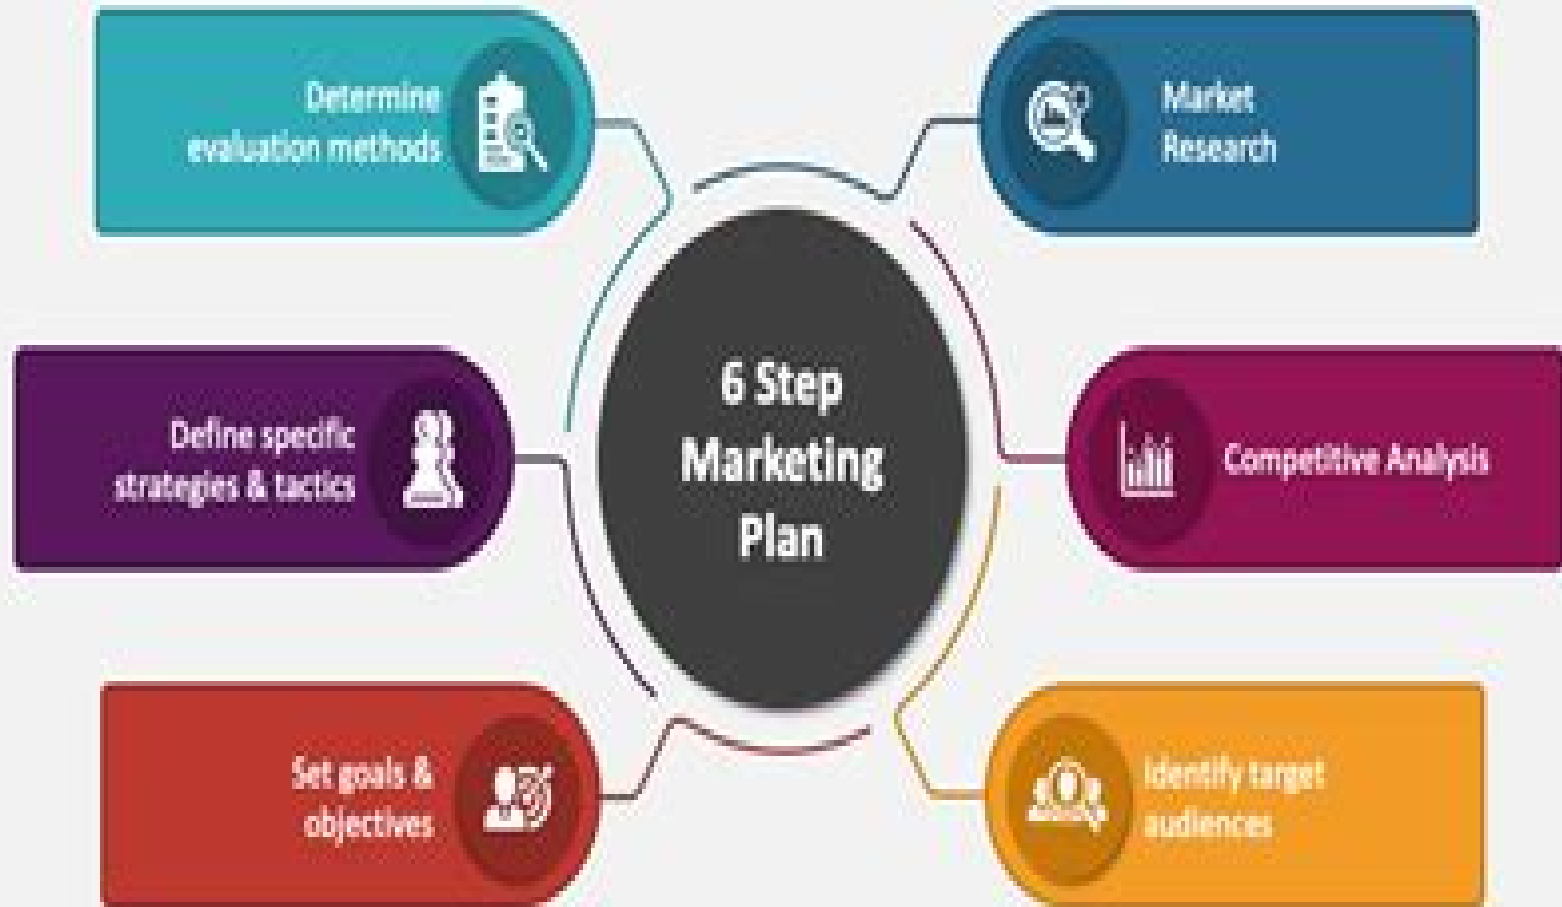 Determine
evaluation methods
Market
Research
6 Step
Marketing
Plan
Define specific
strategies & tactics
Competitive Analysis
Set goals &
objectives
Identify target
audiences